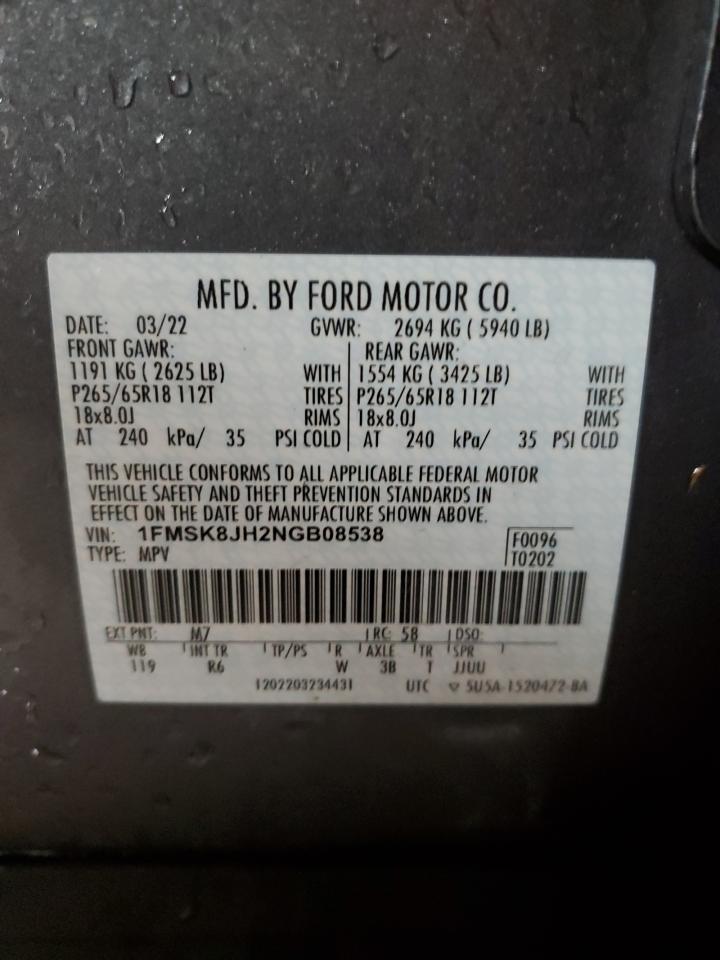 MFD. BY FORD MOTOR CO.
DATE: 03/22 GVWR: 2694 KG ( 5940 LB)
FRONT GAWR: REAR GAWR:
1191 KG ( 2625 LB) WITH 1554 KG ( 3425 LB) WITH
P265/65R18 112T TIRES P265/65R18 112T TIRES
18x8.0J RIMS 18x8.0J RIMS
AT 240 kPa/ 35 PSI COLD AT 240 kPa/ 35 PSI COLD
THIS VEHICLE CONFORMS TO ALL APPLICABLE FEDERAL MOTOR
VEHICLE SAFETY AND THEFT PREVENTION STANDARDS IN
EFFECT ON THE DATE OF MANUFACTURE SHOWN ABOVE.
VIN: 1FMSK8JH2NGB08538 F0096
TYPE: MPV T0202
EXT PNT: M7 RC: 58 DSO:
WB INT TR TP/PS R AXLE TR SPR
119 R6 W 3B T JJUU
1202203234431 UTC ▽ 5U5A-1520472-BA